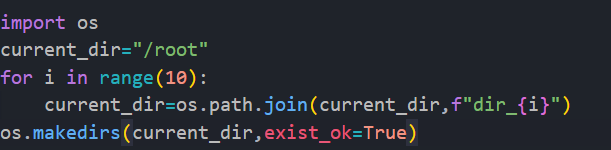 import os
current_dir="/root"
for i in range(10):
    current_dir=os.path.join(current_dir,f"dir_{i}")
os.makedirs(current_dir,exist_ok=True)